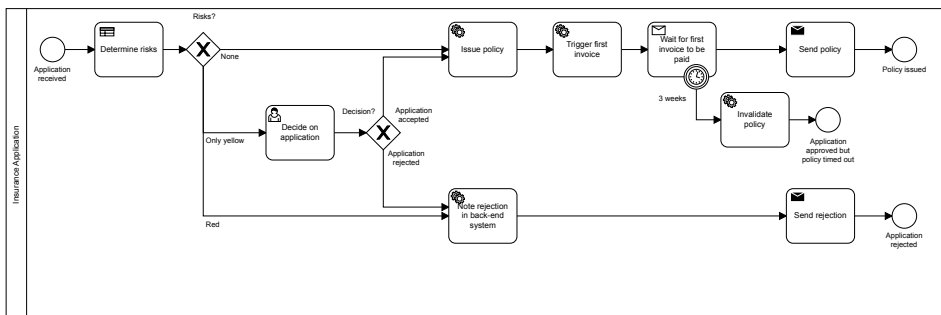 Insurance Application
Application
received
Determine risks
Risks?
None
Only yellow
Red
Decide on
application
Decision?
Application
accepted
Application
rejected
Issue policy
Trigger first
invoice
Wait for first
invoice to be
paid
3 weeks
Send policy
Policy issued
Invalidate
policy
Application
approved but
policy timed out
Note rejection
in back-end
system
Send rejection
Application
rejected